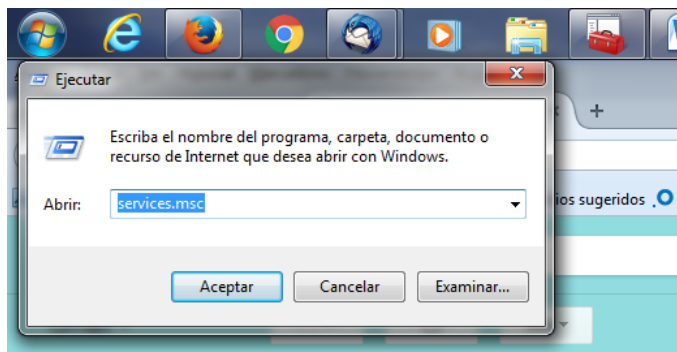 Ejecutar
Escriba el nombre del programa, carpeta, documento o
recurso de Internet que desea abrir con Windows.
Abrir: services.msc
ios sugeridos
Aceptar Cancelar Examinar...